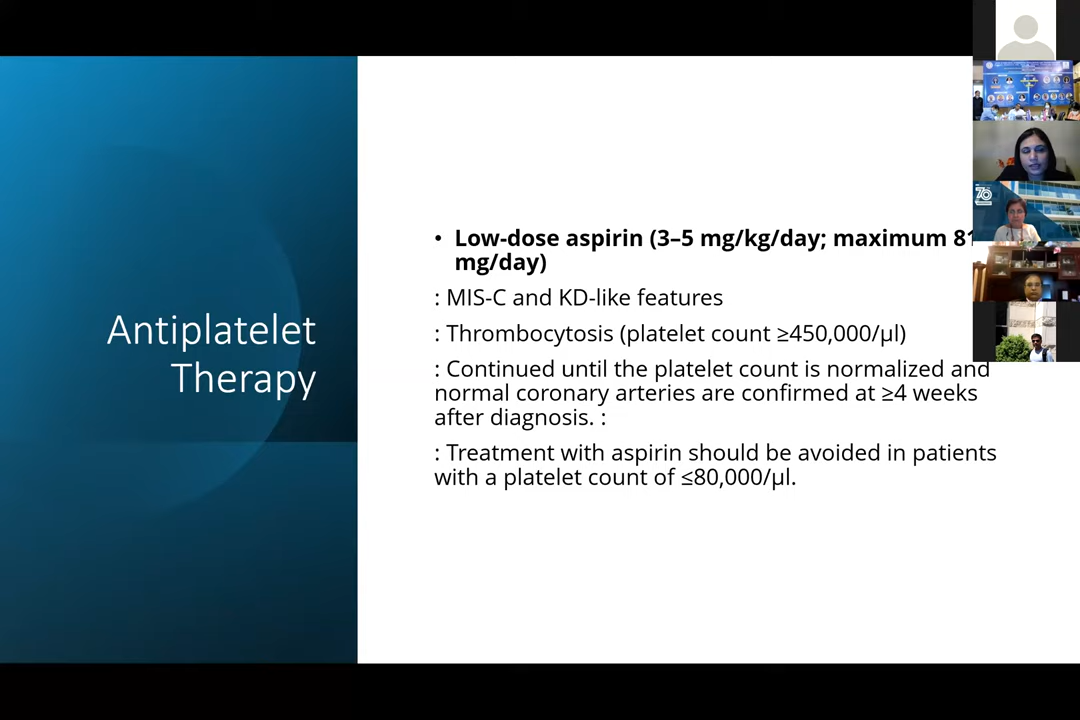 Antiplatelet
Therapy
• Low-dose aspirin (3–5 mg/kg/day; maximum 81
mg/day)
: MIS-C and KD-like features
: Thrombocytosis (platelet count ≥450,000/µl)
: Continued until the platelet count is normalized and
normal coronary arteries are confirmed at ≥4 weeks
after diagnosis. :
: Treatment with aspirin should be avoided in patients
with a platelet count of ≤80,000/µl.
70